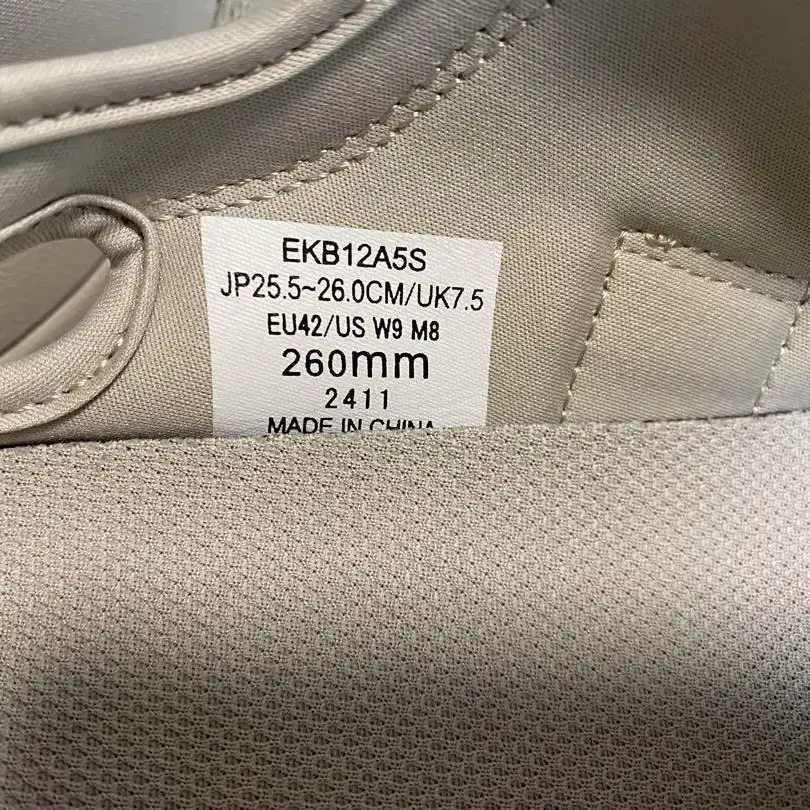 EKB12A5S
JP25.5~26.0CM/UK7.5
EU42/US W9 M8
260mm
2411
MADE IN CHINA